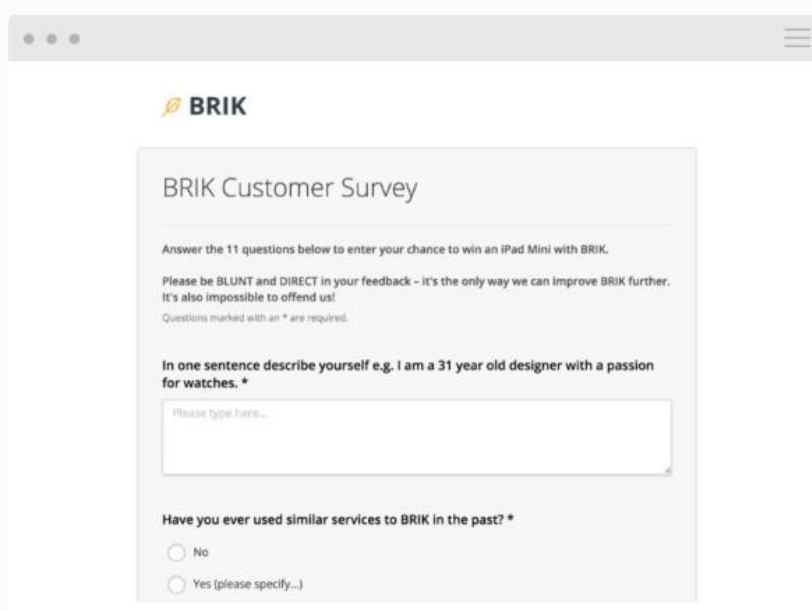 BRIK
BRIK Customer Survey
Answer the 11 questions below to enter your chance to win an iPad Mini with BRIK.
Please be BLUNT and DIRECT in your feedback – it's the only way we can improve BRIK further.
It's also impossible to offend us!
Questions marked with an * are required.
In one sentence describe yourself e.g. I am a 31 year old designer with a passion
for watches. *
Please type here...
Have you ever used similar services to BRIK in the past? *
No
Yes (please specify...)